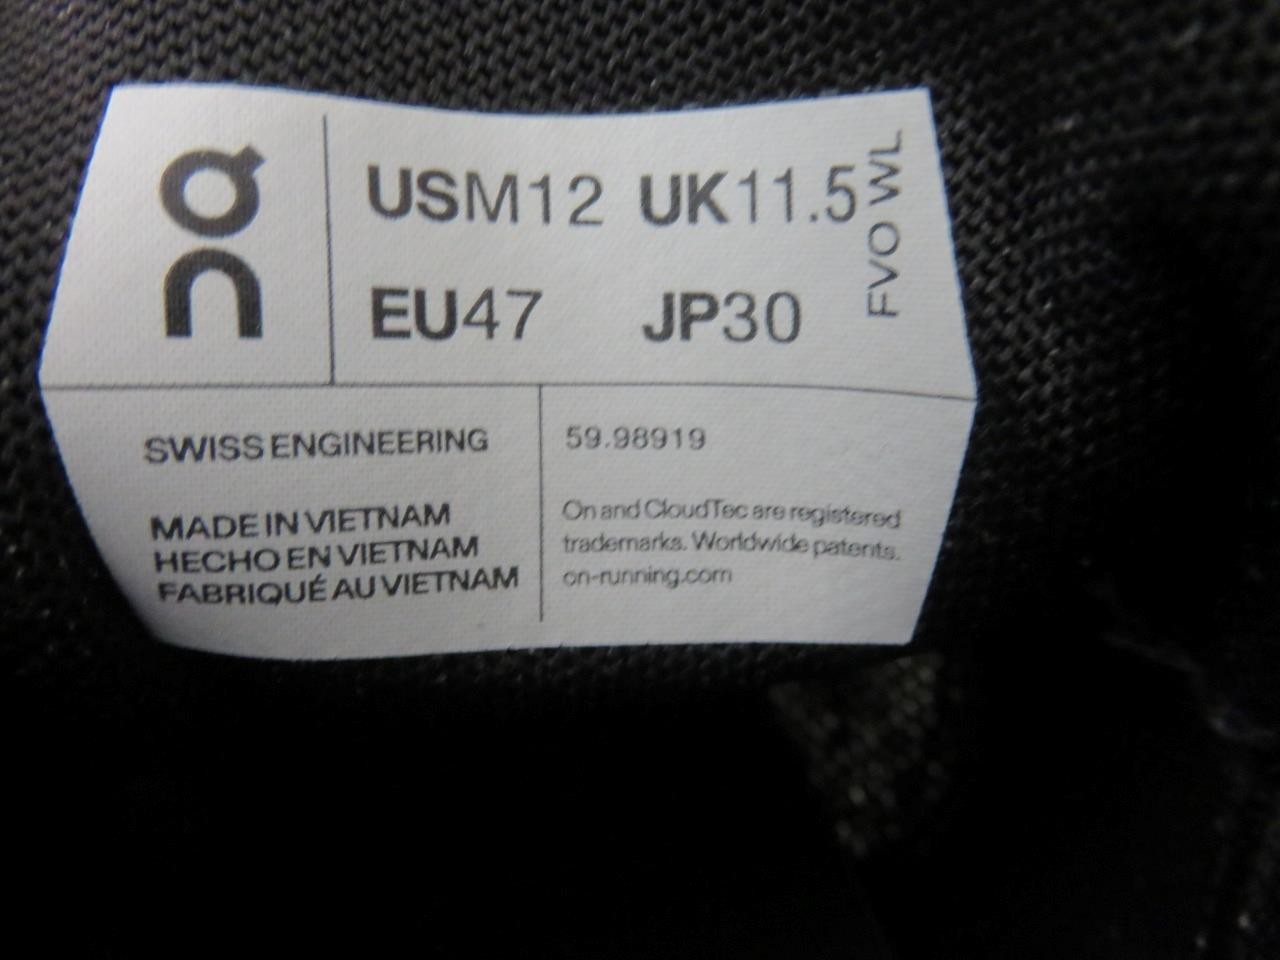 On
USM12 UK11.5
EU47 JP30
FVO WL
SWISS ENGINEERING
MADE IN VIETNAM
HECHO EN VIETNAM
FABRIQUÉ AU VIETNAM
59.98919
On and CloudTec are registered
trademarks. Worldwide patents.
on-running.com